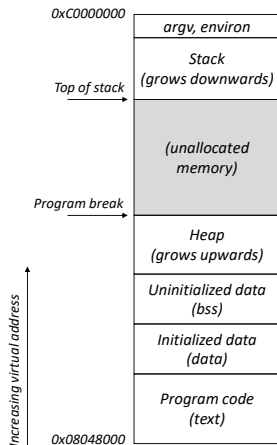 0xC0000000
argv, environ
Stack
(grows downwards)
Top of stack
(unallocated
memory)
Program break
Heap
(grows upwards)
Uninitialized data
(bss)
Initialized data
(data)
Program code
(text)
0x08048000
Increasing virtual address